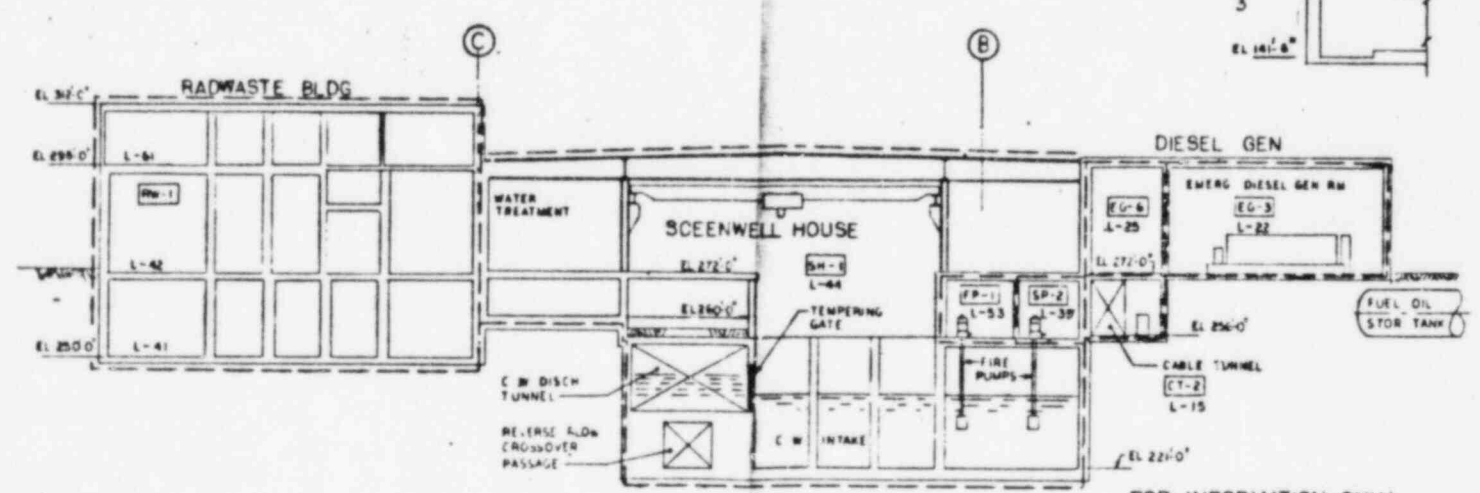 3
EL 141'-6"
C
B
RADWASTE BLDG
EL 312'-0"
DIESEL GEN
EL 298'-0"
L-61
RW-1
WATER
TREATMENT
SCEENWELL HOUSE
EMERG DIESEL GEN RM
EG-6
L-25
EG-3
L-22
L-42
EL 272'-0"
L-44
EL 272'-0"
EL 260'-0"
TEMPERING
GATE
FP-1
L-53
SP-2
FUEL OIL
STOR TANK
EL 250'-0"
L-41
EL 256'-0"
C W DISCH
TUNNEL
FIRE
PUMPS
CABLE TUNNEL
CT-2
L-15
REVERSE FLOW
CROSSOVER
PASSAGE
C W INTAKE
EL 221'-0"